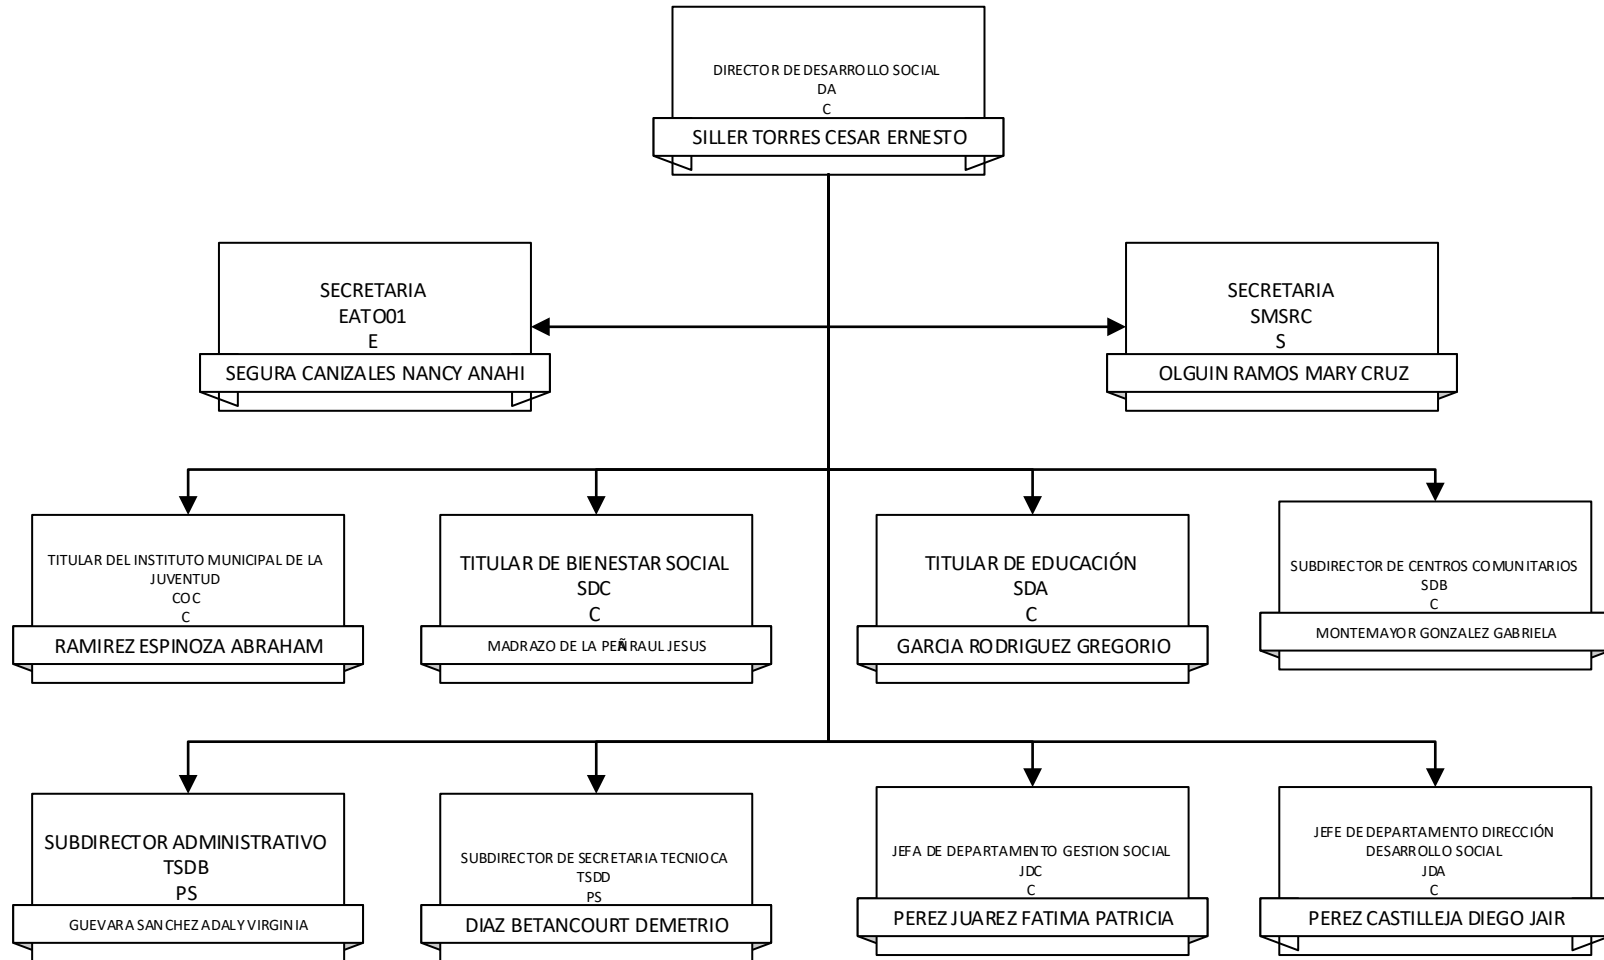 DIRECTOR DE DESARROLLO SOCIAL
DA
C
SILLER TORRES CESAR ERNESTO
SECRETARIA
EATO01
E
SEGURA CANIZALES NANCY ANAHI
SECRETARIA
SMSRC
S
OLGUIN RAMOS MARY CRUZ
TITULAR DEL INSTITUTO MUNICIPAL DE LA
JUVENTUD
COC
C
RAMIREZ ESPINOZA ABRAHAM
TITULAR DE BIENESTAR SOCIAL
SDC
C
MADRAZO DE LA PEÑA RAUL JESUS
TITULAR DE EDUCACIÓN
SDA
C
GARCIA RODRIGUEZ GREGORIO
SUBDIRECTOR DE CENTROS COMUNITARIOS
SDB
C
MONTEMAYOR GONZALEZ GABRIELA
SUBDIRECTOR ADMINISTRATIVO
TSDB
PS
GUEVARA SANCHEZ ADALY VIRGINIA
SUBDIRECTOR DE SECRETARIA TECNIOCA
TSDD
PS
DIAZ BETANCOURT DEMETRIO
JEFA DE DEPARTAMENTO GESTION SOCIAL
JDC
C
PEREZ JUAREZ FATIMA PATRICIA
JEFE DE DEPARTAMENTO DIRECCIÓN
DESARROLLO SOCIAL
JDA
C
PEREZ CASTILLEJA DIEGO JAIR